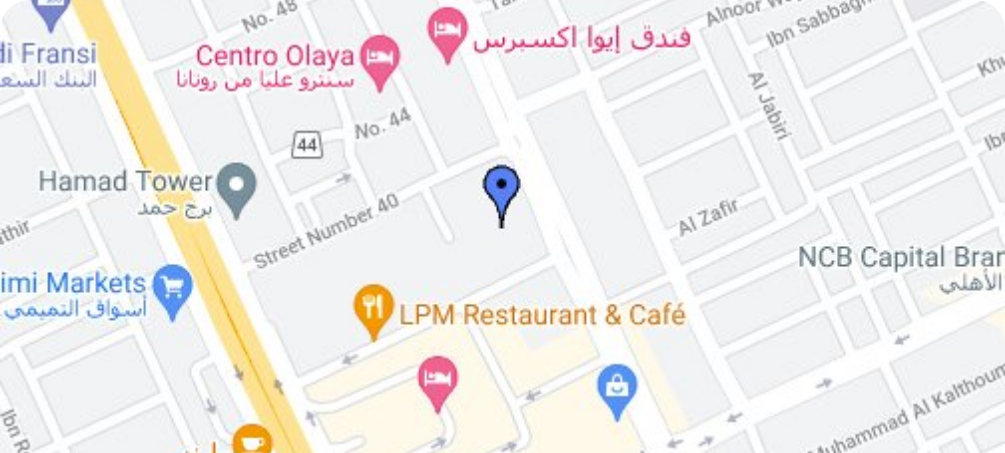 No. 48
Alnoor
Ibn Sabbagh
di Fransi
البنك السع
Centro Olaya
سنترو عليا من روتانا
فندق إيوا اكسبرس
Al Jabiri
No. 44
44
Hamad Tower
برج حمد
Street Number 40
Al Zafir
NCB Capital Bran
الأهلي
imi Markets
أسواق التميمي
LPM Restaurant & Café
Muhammad Al Kalthoum
Ibn R